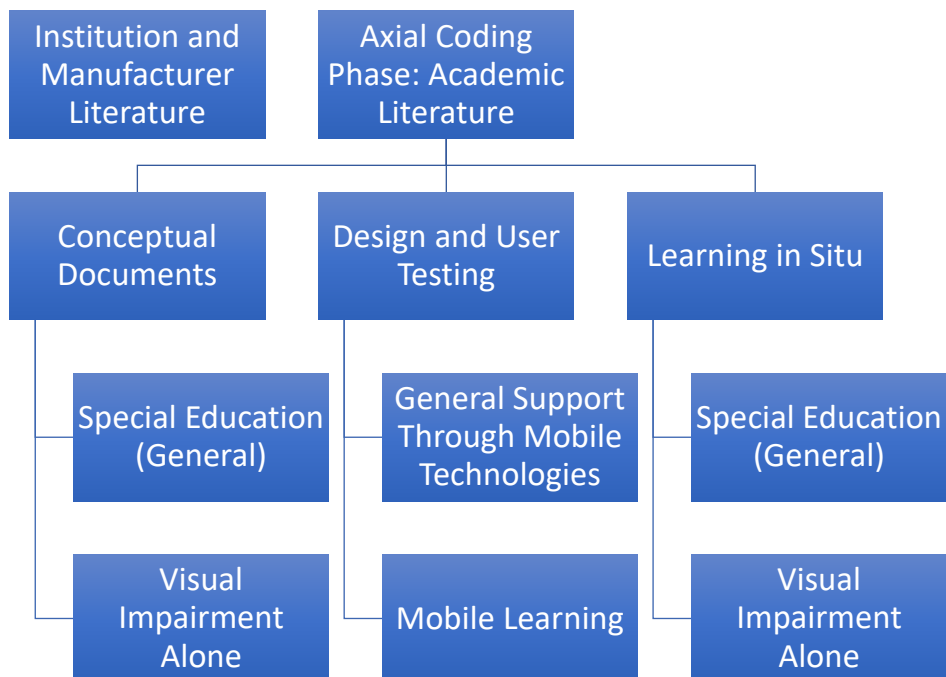 Institution and
Manufacturer
Literature
Axial Coding
Phase: Academic
Literature
Conceptual
Documents
Design and User
Testing
Learning in Situ
Special Education
(General)
General Support
Through Mobile
Technologies
Special Education
(General)
Visual
Impairment
Alone
Mobile Learning
Visual
Impairment
Alone